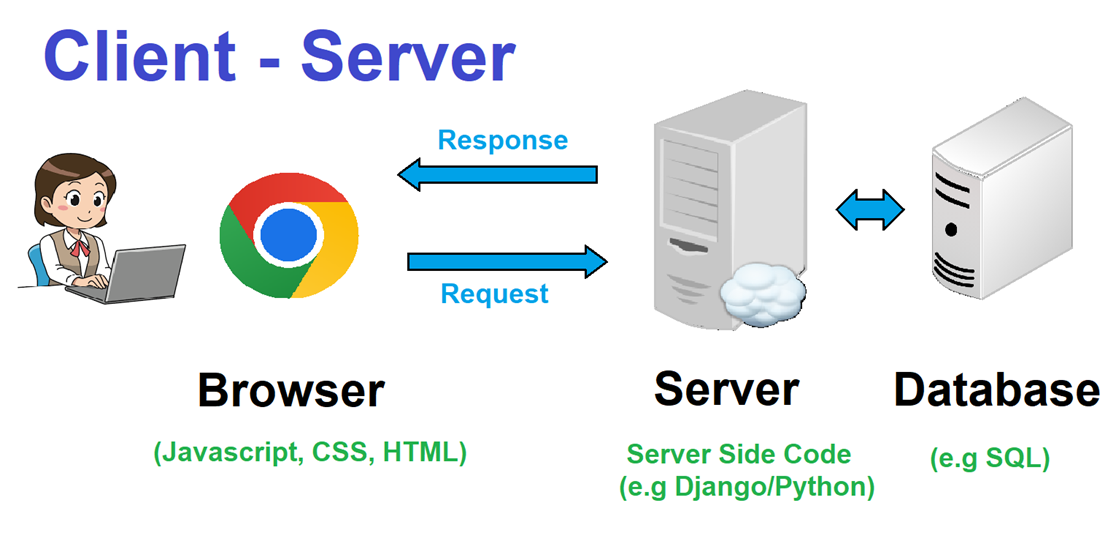 Client - Server
Response
Request
Browser
Server
Database
(Javascript, CSS, HTML)
Server Side Code
(e.g Django/Python)
(e.g SQL)